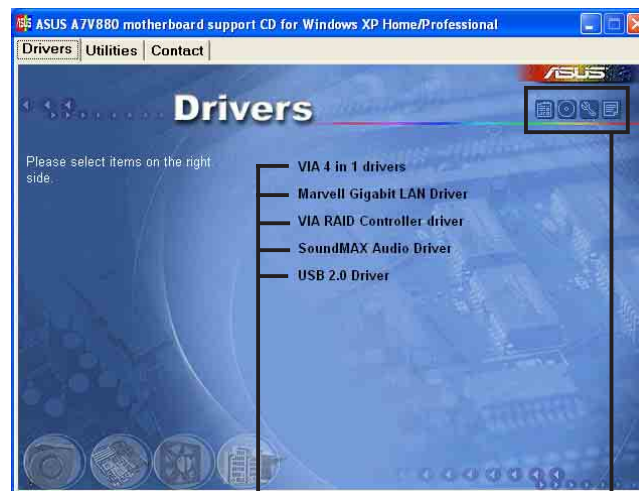 ASUS A7V880 motherboard support CD for Windows XP Home/Professional
Drivers Utilities Contact
ASUS
Drivers
Please select items on the right
side.
VIA 4 in 1 drivers
Marvell Gigabit LAN Driver
VIA RAID Controller driver
SoundMAX Audio Driver
USB 2.0 Driver